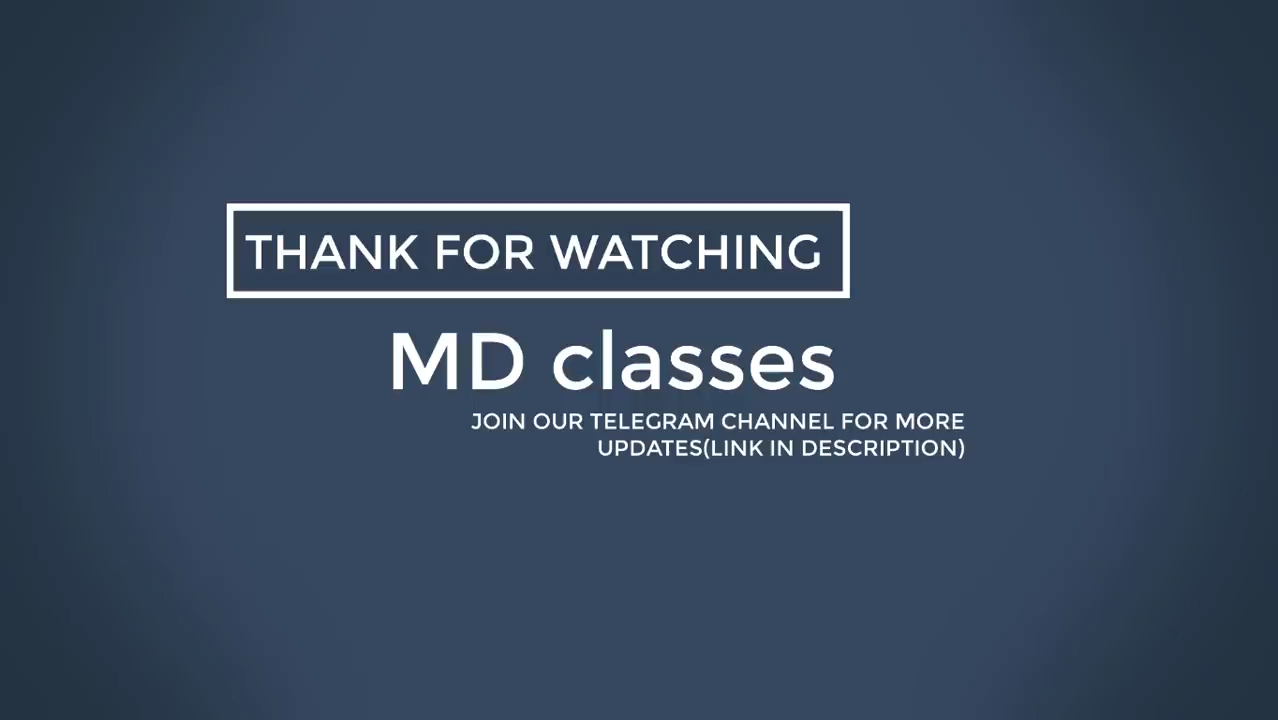 THANK FOR WATCHING
MD classes
JOIN OUR TELEGRAM CHANNEL FOR MORE
UPDATES(LINK IN DESCRIPTION)